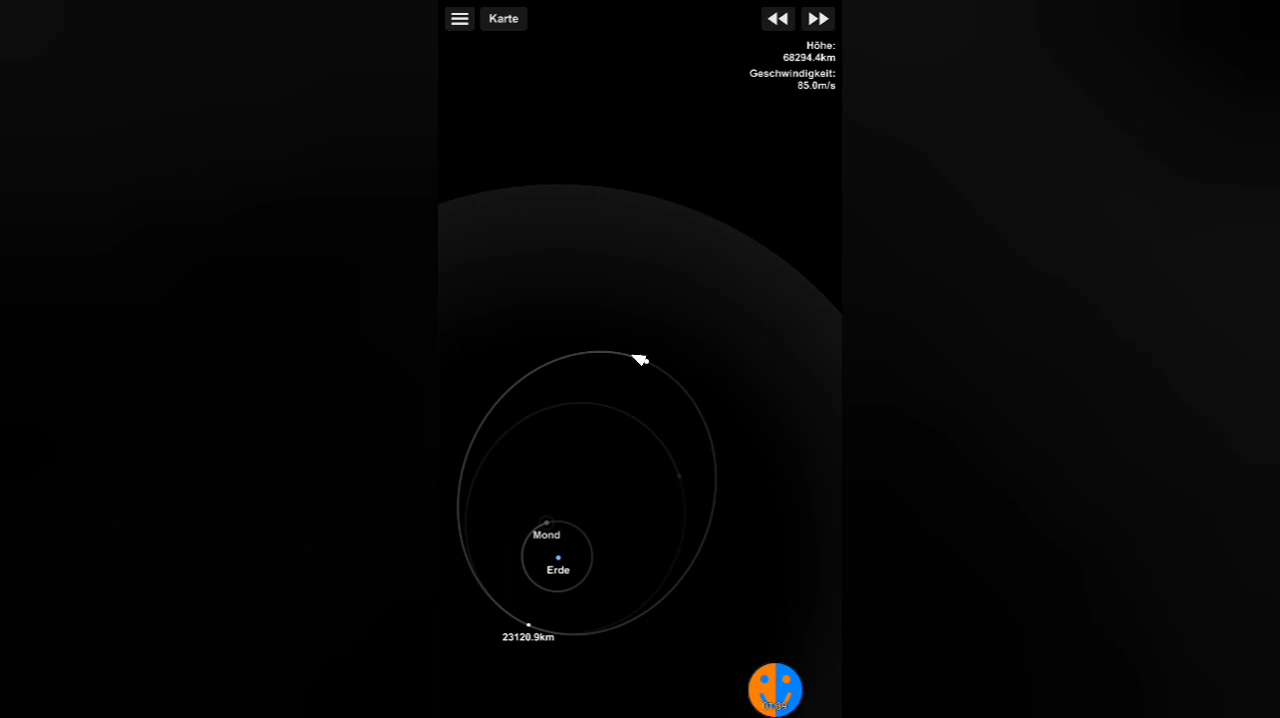 Karte
Höhe:
68294.4km
Geschwindigkeit:
85.0m/s
Mond
Erde
23120.9km